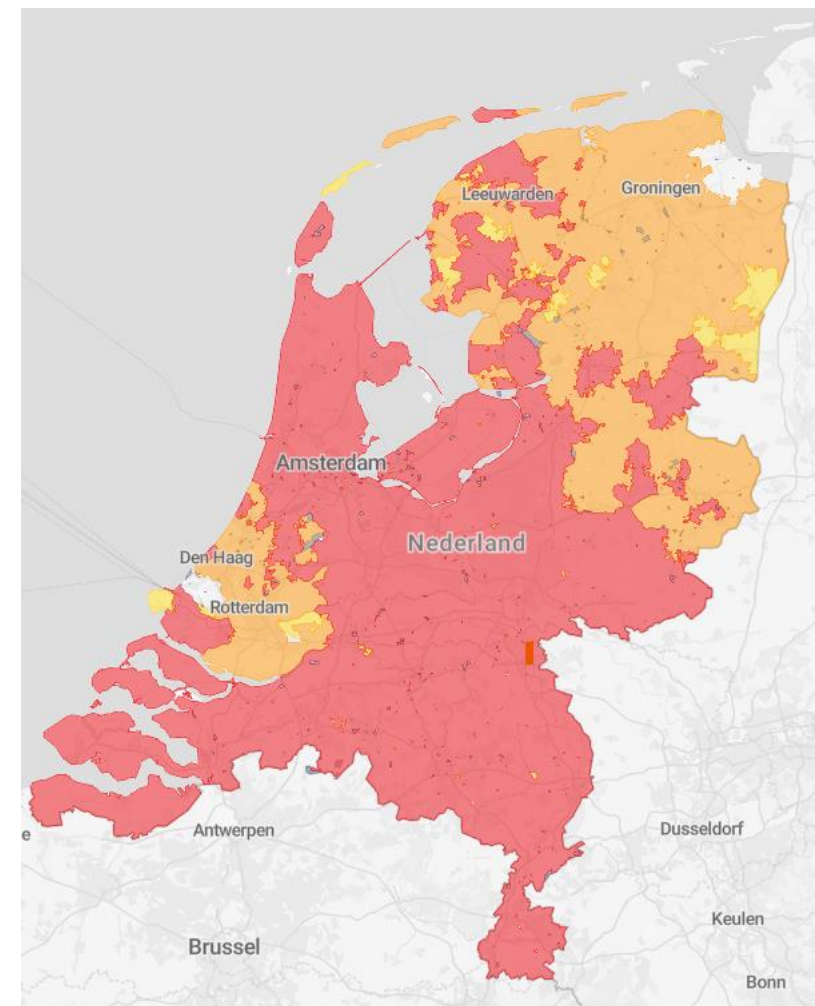 Leeuwarden
Groningen
Amsterdam
Nederland
Den Haag
Rotterdam
e
Antwerpen
Dusseldorf
Keulen
Brussel
Bonn